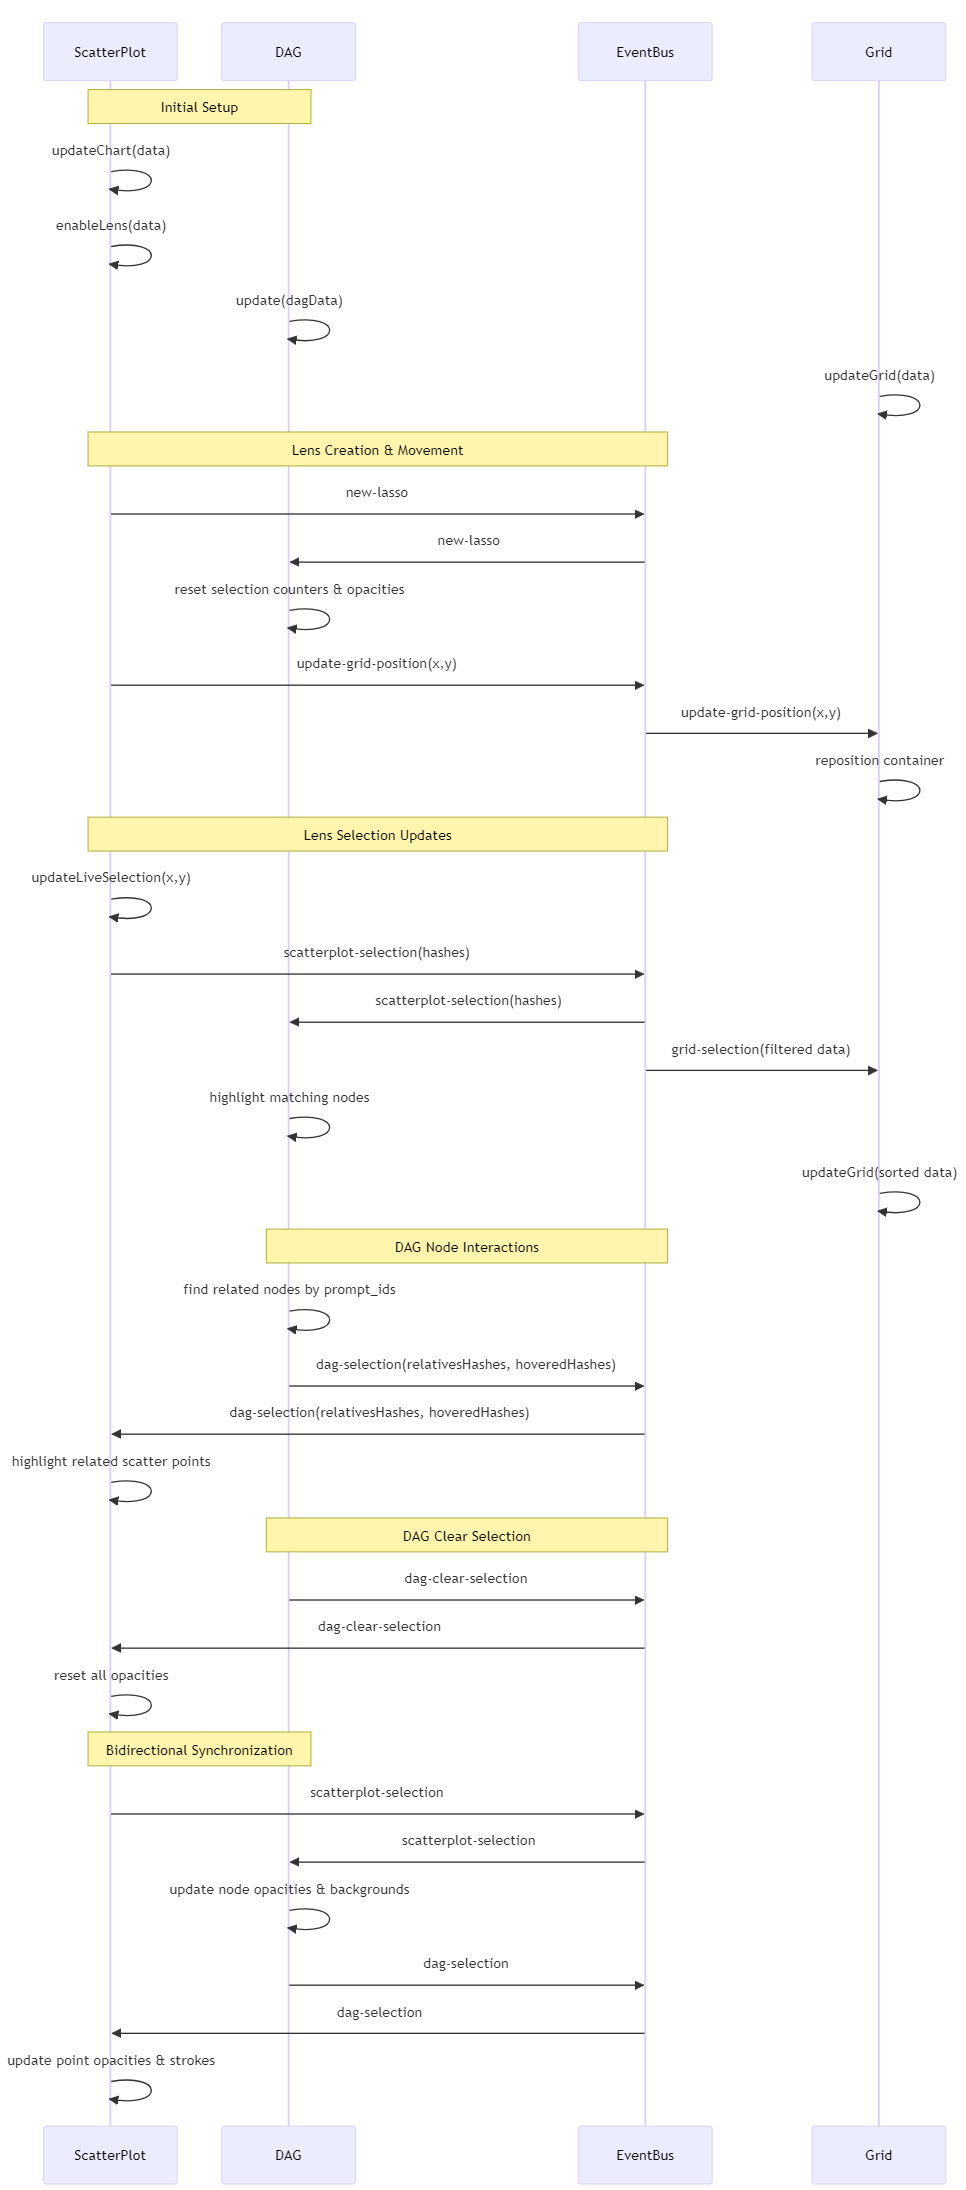 ScatterPlot
DAG
EventBus
Grid
Initial Setup
updateChart(data)
enableLens(data)
update(dagData)
updateGrid(data)
Lens Creation & Movement
new-lasso
new-lasso
reset selection counters & opacities
update-grid-position(x,y)
update-grid-position(x,y)
reposition container
Lens Selection Updates
updateLiveSelection(x,y)
scatterplot-selection(hashes)
scatterplot-selection(hashes)
grid-selection(filtered data)
highlight matching nodes
updateGrid(sorted data)
DAG Node Interactions
find related nodes by prompt_ids
dag-selection(relativesHashes, hoveredHashes)
dag-selection(relativesHashes, hoveredHashes)
highlight related scatter points
DAG Clear Selection
dag-clear-selection
dag-clear-selection
reset all opacities
Bidirectional Synchronization
scatterplot-selection
scatterplot-selection
update node opacities & backgrounds
dag-selection
dag-selection
update point opacities & strokes
ScatterPlot
DAG
EventBus
Grid